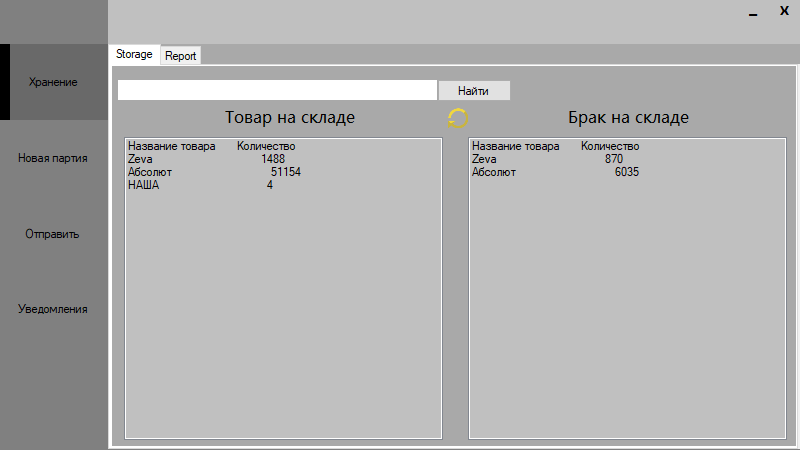 _ X
Storage Report
Хранение
Новая партия
Отправить
Уведомления
Найти
Товар на складе
Название товара Количество
Zeva 1488
Абсолют 51154
НАША 4
Брак на складе
Название товара Количество
Zeva 870
Абсолют 6035